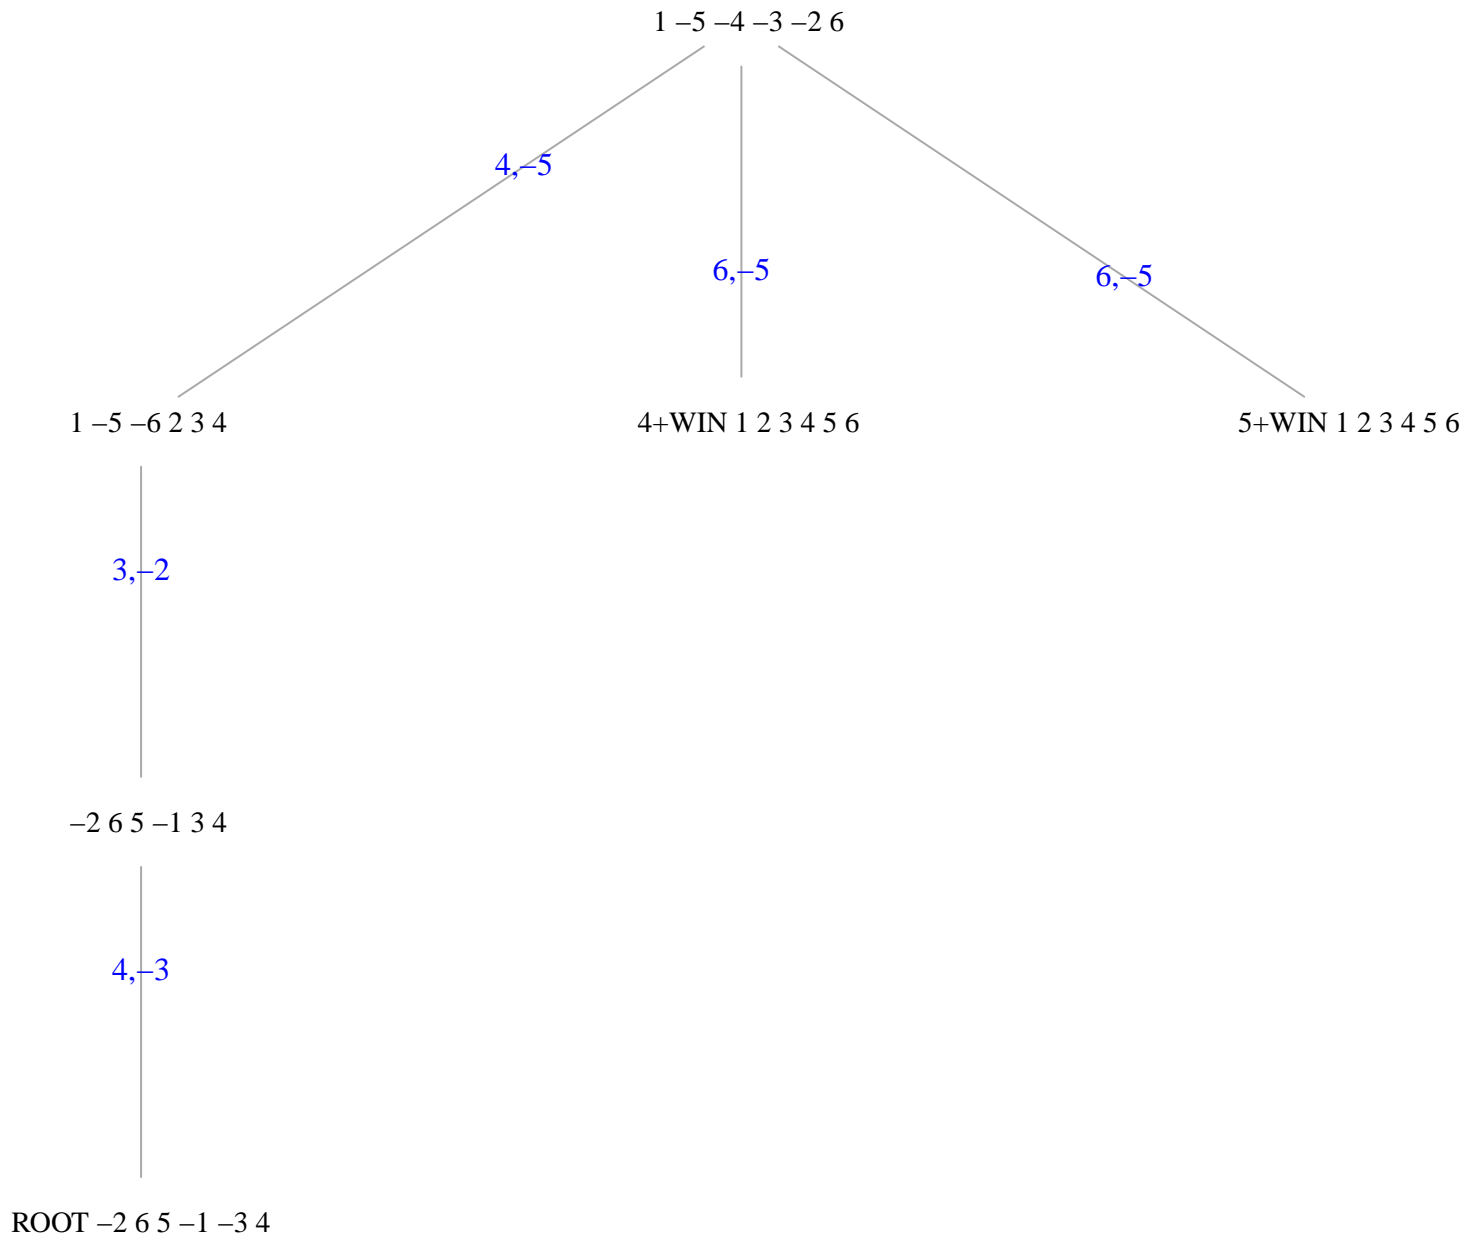 1 –5 –4 –3 –2 6
4,–5
6,–5
6,–5
1 –5 –6 2 3 4
4+WIN 1 2 3 4 5 6
5+WIN 1 2 3 4 5 6
3,–2
–2 6 5 –1 3 4
4,–3
ROOT –2 6 5 –1 –3 4